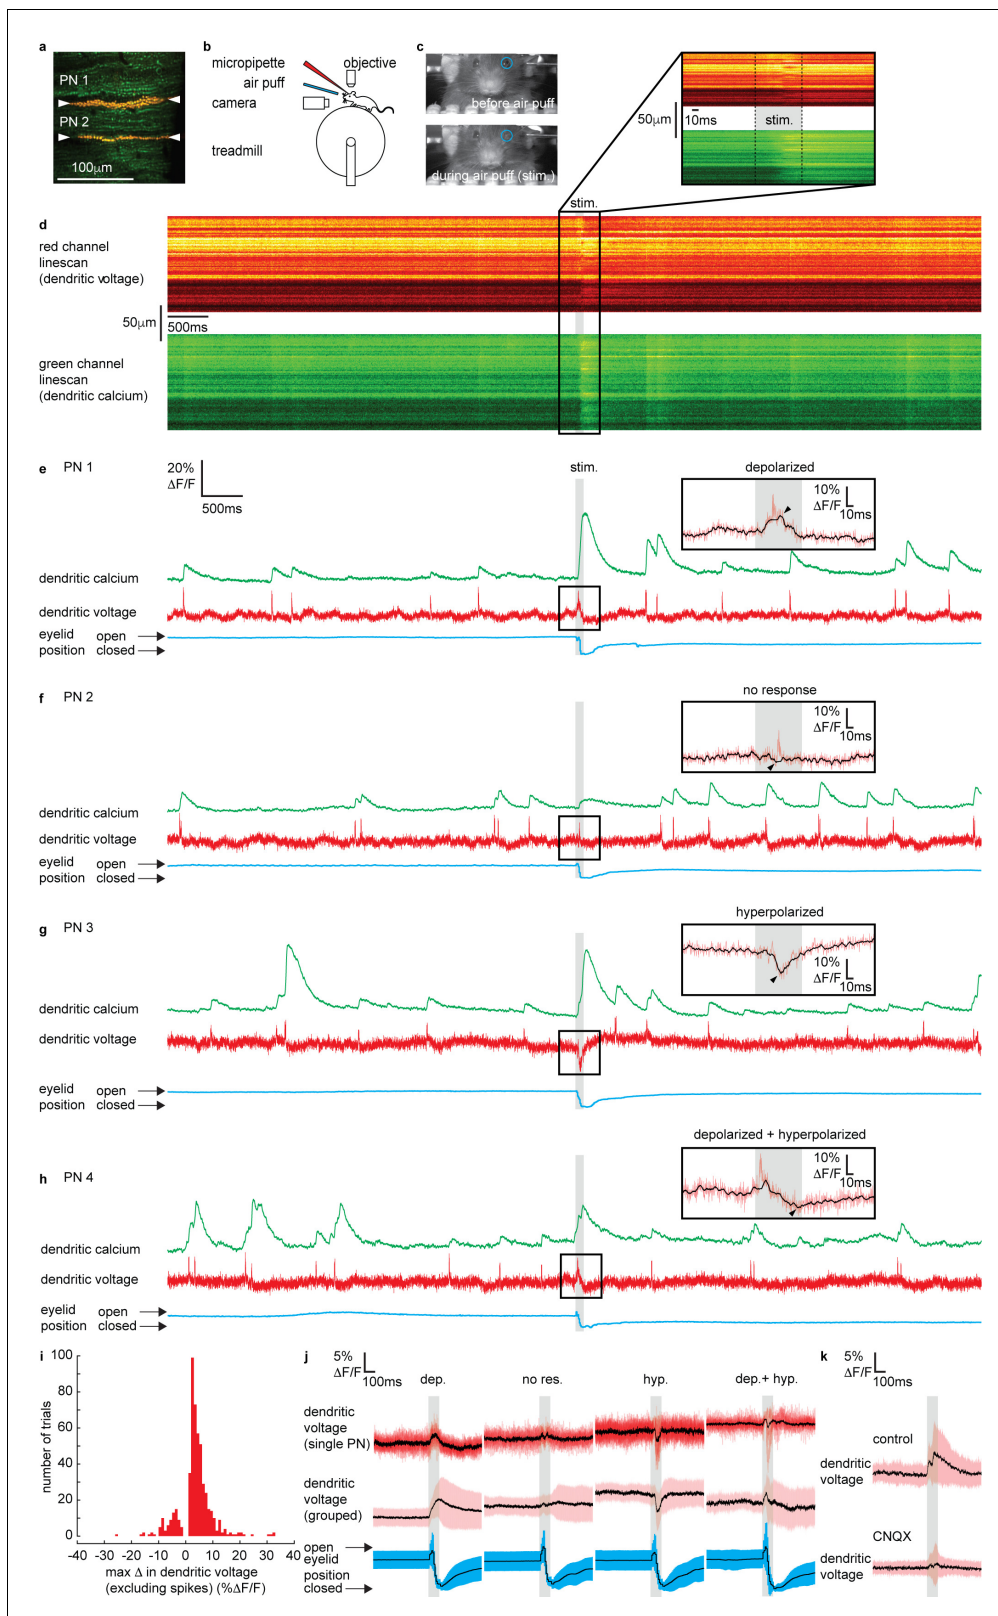 a
PN 1
PN 2
100μm
b
micropipette
objective
air puff
camera
treadmill
c
before air puff
during air puff (stim.)
50μm
10ms
stim.
stim.
d
red channel
linescan
(dendritic voltage)
50μm
500ms
green channel
linescan
(dendritic calcium)
e PN 1
20%
ΔF/F
500ms
stim.
depolarized
10%
ΔF/F
10ms
dendritic calcium
dendritic voltage
eyelid open
position closed
f PN 2
no response
10%
ΔF/F
10ms
dendritic calcium
dendritic voltage
eyelid open
position closed
g PN 3
hyperpolarized
10%
ΔF/F
10ms
dendritic calcium
dendritic voltage
eyelid open
position closed
h PN 4
depolarized + hyperpolarized
10%
ΔF/F
10ms
dendritic calcium
dendritic voltage
eyelid open
position closed
i
number of trials
100
80
60
40
20
0
-40 -20 0 10 20 30 40
max Δ in dendritic voltage
(excluding spikes) (%ΔF/F)
j
5%
ΔF/F
100ms
dep.
no res.
hyp.
dep.+ hyp.
dendritic
voltage
(single PN)
dendritic
voltage
(grouped)
open
eyelid
position
closed
k
5%
ΔF/F
100ms
control
dendritic
voltage
CNQX
dendritic
voltage